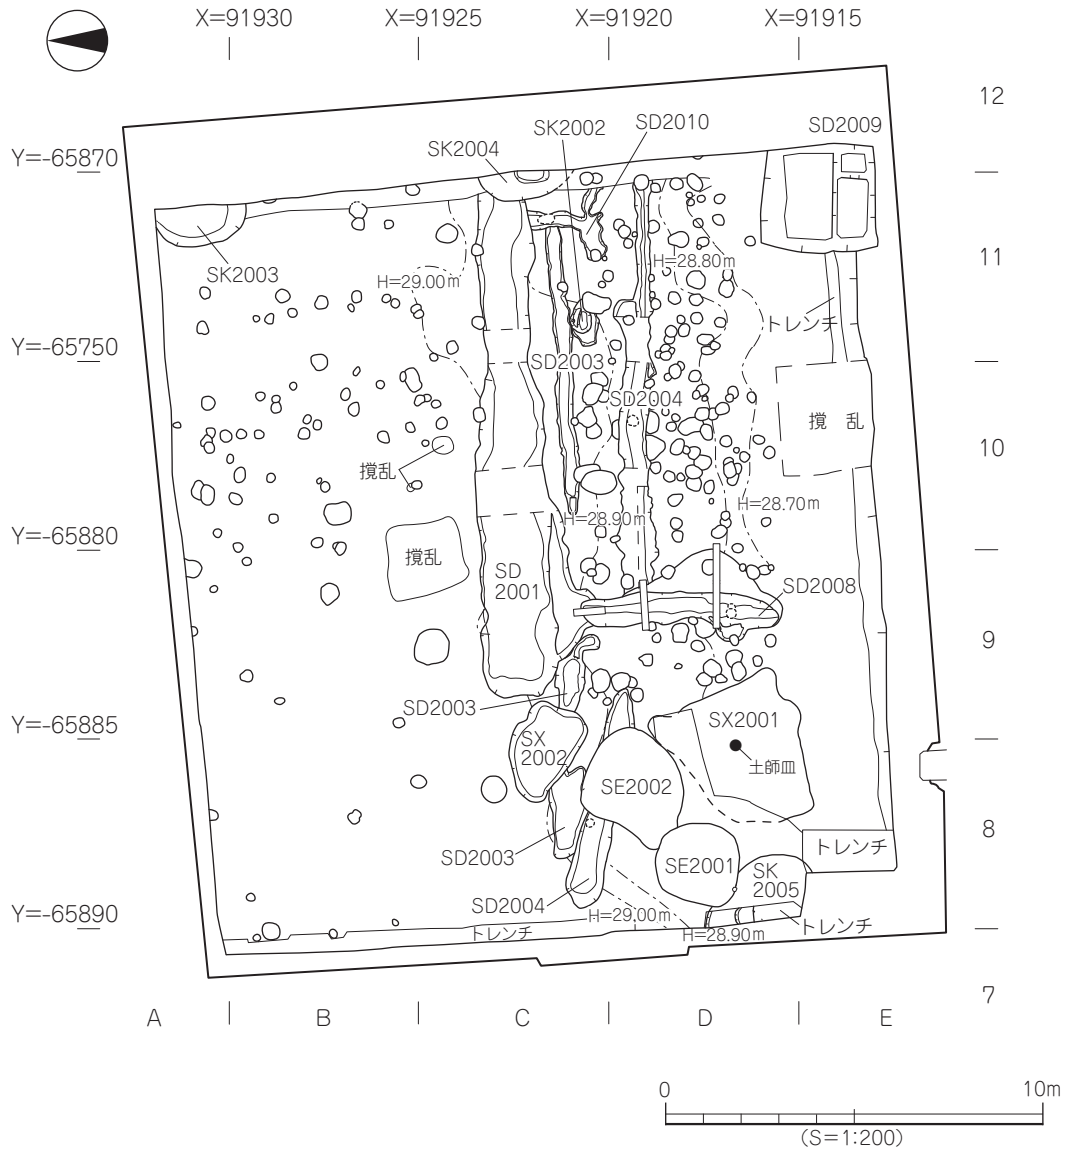 X=91930 X=91925 X=91920 X=91915
12
SK2002 SD2010 SD2009
SK2004
Y=-65870
11
SK2003
H=29.00m
H=28.80m
トレンチ
Y=-65750
SD2003
SD2004
撹 乱
10
撹乱
H=28.70m
H=28.90m
Y=-65880
撹乱
SD
2001
SD2008
9
SD2003
Y=-65885
SX2001
SX
2002
土師皿
SE2002
8
トレンチ
SD2003
SE2001
SK
2005
SD2004
Y=-65890
H=29.00m
トレンチ
トレンチ
H=28.90m
7
A B C D E
0 10m
(S=1:200)